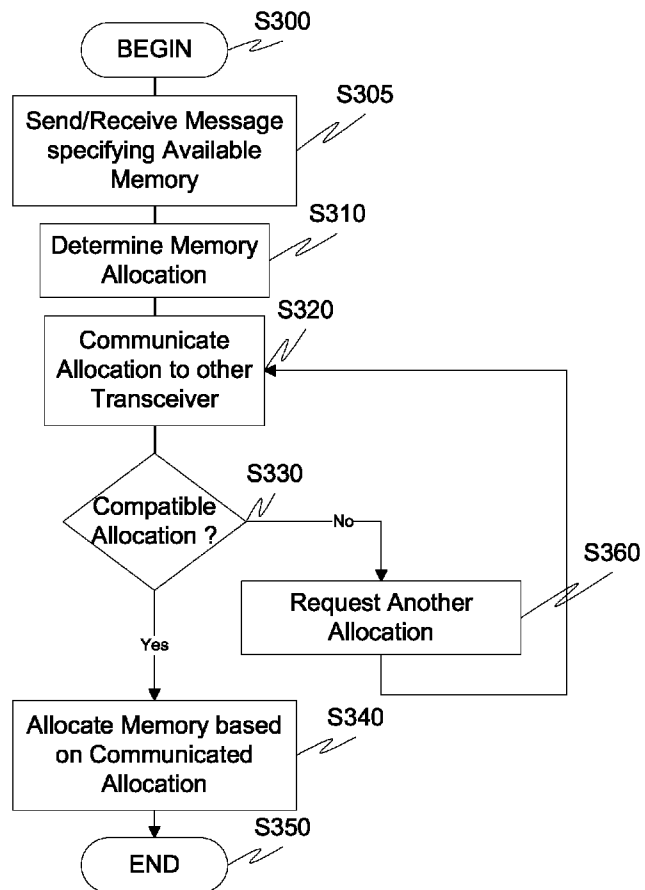 S300
BEGIN
S305
Send/Receive Message
specifying Available
Memory
S310
Determine Memory
Allocation
S320
Communicate
Allocation to other
Transceiver
S330
Compatible
Allocation ?
No
S360
Request Another
Allocation
Yes
S340
Allocate Memory based
on Communicated
Allocation
S350
END